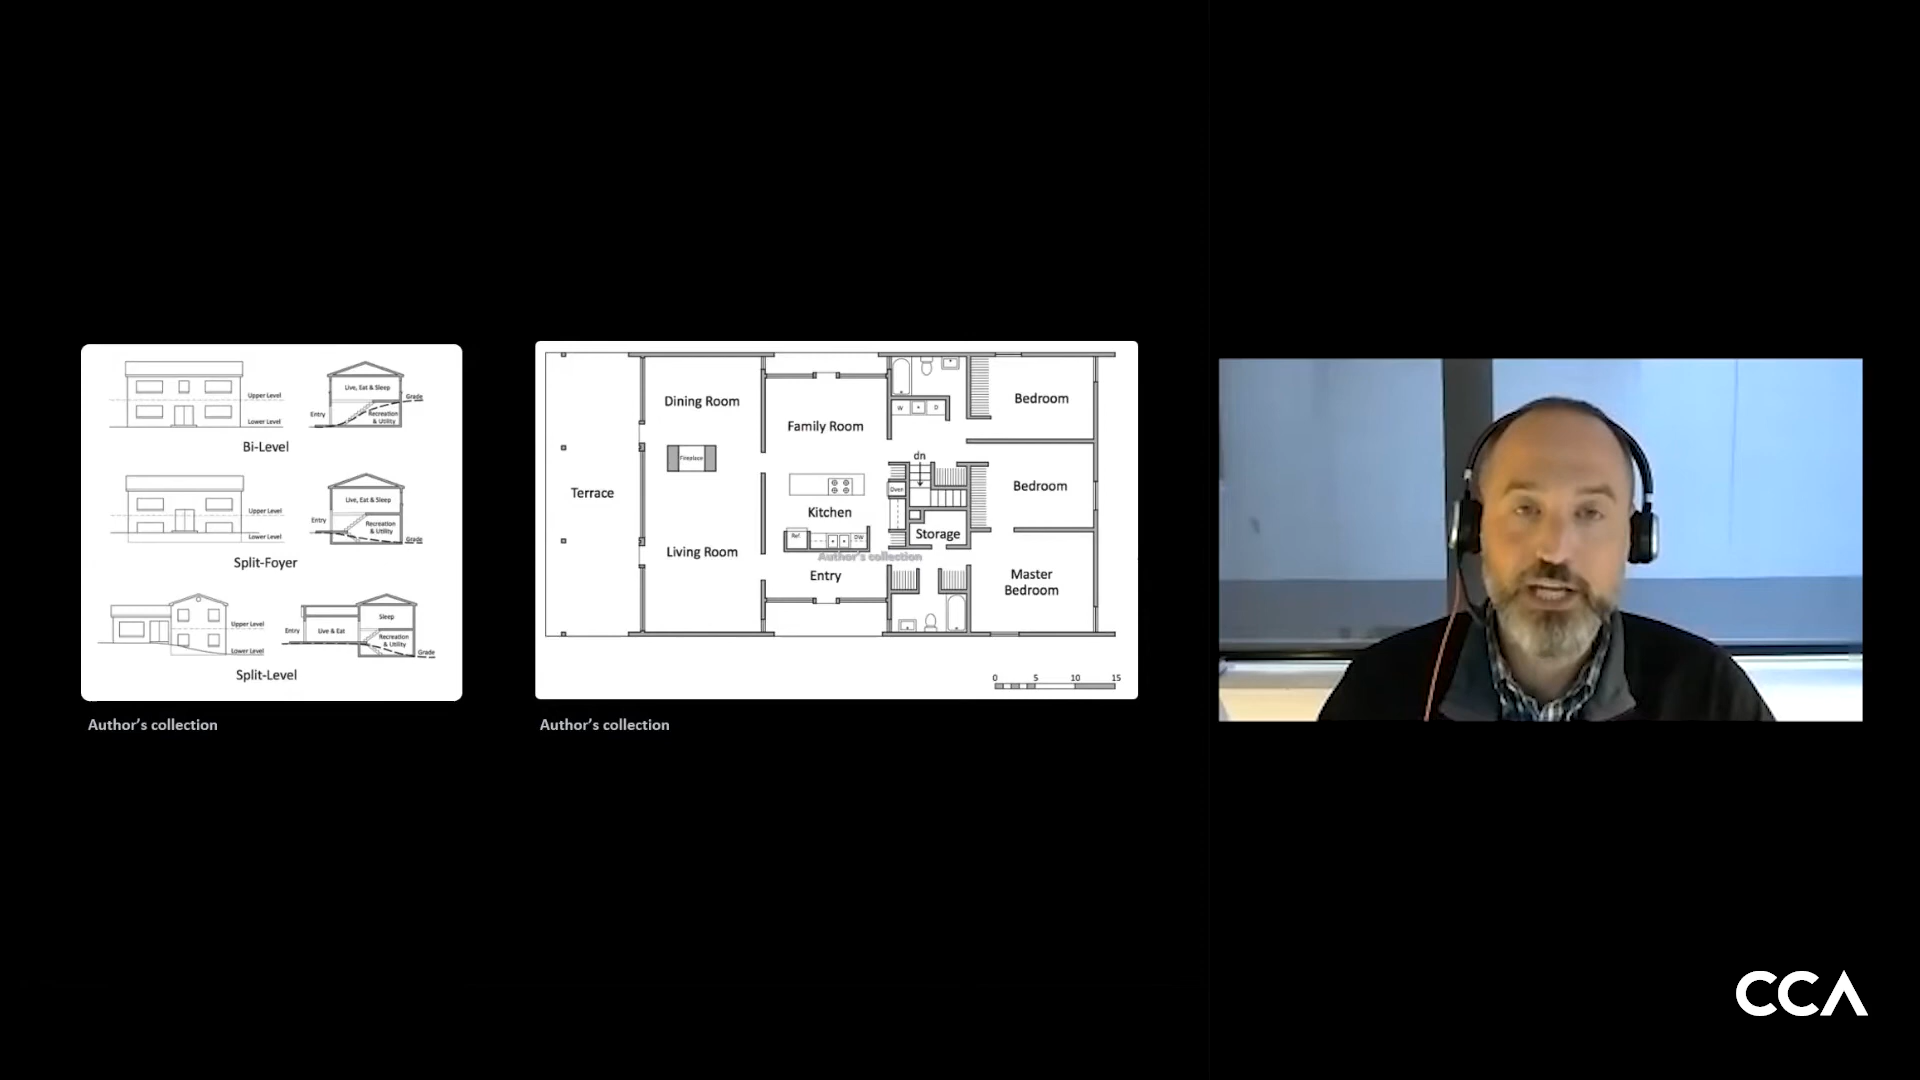 Upper Level
Lower Level
Live, Eat & Sleep
Entry
Grade
Recreation
& Utility
Bi-Level
Upper Level
Lower Level
Live, Eat & Sleep
Entry
Recreation
& Utility
Grade
Split-Foyer
Upper Level
Lower Level
Sleep
Entry
Live & Eat
Recreation
& Utility
Grade
Split-Level
Author's collection
Dining Room
Fireplace
Terrace
Living Room
Family Room
Kitchen
Ref
DW
Author's collection
Entry
W
D
dn
Oven
Storage
Bedroom
Bedroom
Master
Bedroom
0 5 10 15
Author's collection
CCA